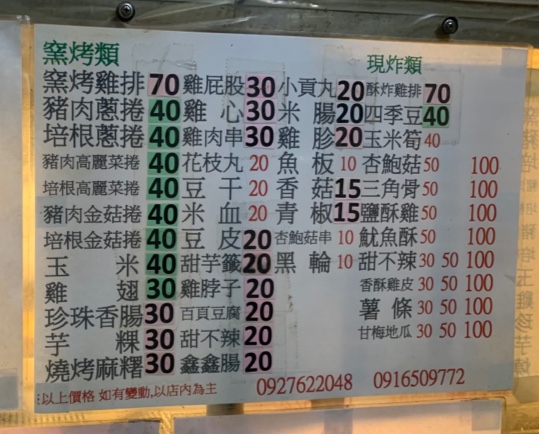 窯烤類 現炸類
窯烤雞排 70 雞屁股 30 小貢丸 20 酥炸雞排 70
豬肉蔥捲 40 雞心 30 米腸 20 四季豆 40
培根蔥捲 40 雞肉串 30 雞胗 20 玉米筍 40
豬肉高麗菜捲 40 花枝丸 20 魚板 10 杏鮑菇 50 100
培根高麗菜捲 40 豆干 20 香菇 15 三角骨 50 100
豬肉金菇捲 40 米血 20 青椒 15 鹽酥雞 50 100
培根金菇捲 40 豆皮 20 杏鮑菇串 10 魷魚酥 50 100
玉米 40 甜芋籤 20 黑輪 10 甜不辣 30 50 100
雞翅 30 雞脖子 20 香酥雞皮 30 50 100
珍珠香腸 30 百頁豆腐 20 薯條 30 50 100
芋粿 30 甜不辣 20 甘梅地瓜 30 50 100
燒烤麻糬 30 鑫鑫腸 20
以上價格 如有變動,以店內為主 0927622048 0916509772